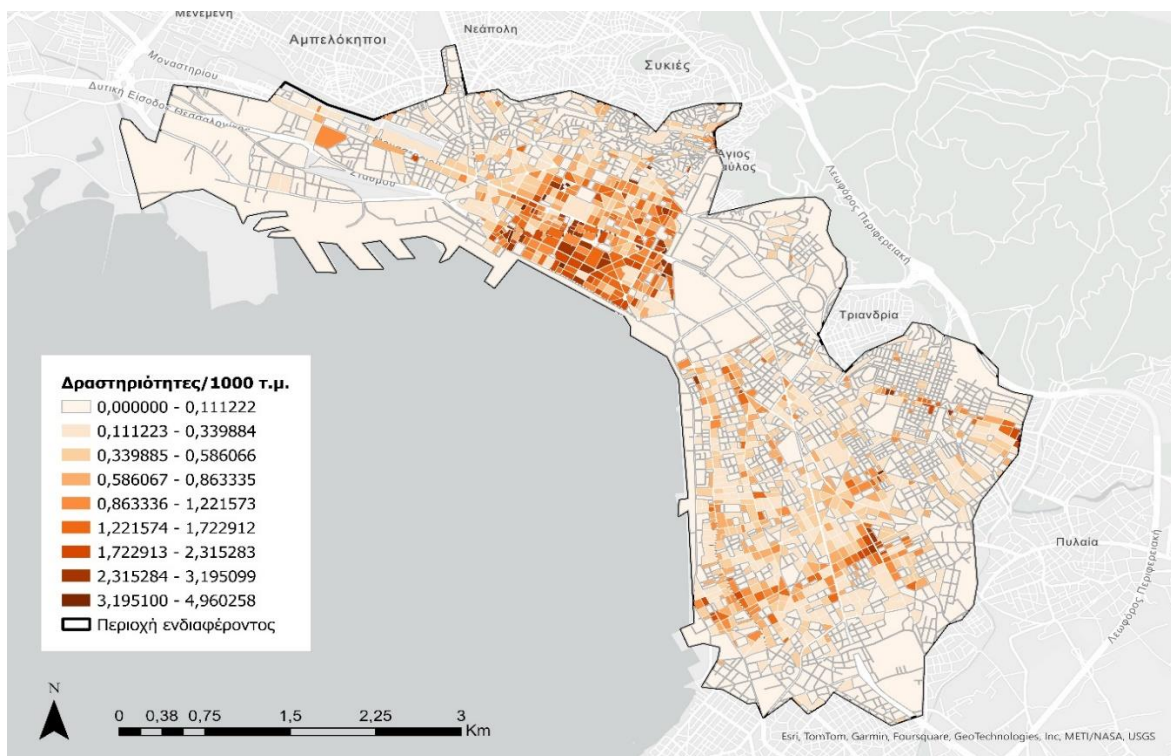 Μενεμένη
Νεάπολη
Αμπελόκηποι
Συκιές
Μοναστηρίου
Δυτική Είσοδος Θεσσαλονίκης
Σταθμού
Άγιος
Παύλος
Λεωφόρος Περιφερειακή
Τριανδρία
Πυλαία
Λεωφόρος Περιφερειακή
Δραστηριότητες/1000 τ.μ.
0,000000 - 0,111222
0,111223 - 0,339884
0,339885 - 0,586066
0,586067 - 0,863335
0,863336 - 1,221573
1,221574 - 1,722912
1,722913 - 2,315283
2,315284 - 3,195099
3,195100 - 4,960258
Περιοχή ενδιαφέροντος
N
0 0,38 0,75 1,5 2,25 3
Km
Esri, TomTom, Garmin, Foursquare, GeoTechnologies, Inc, METI/NASA, USGS